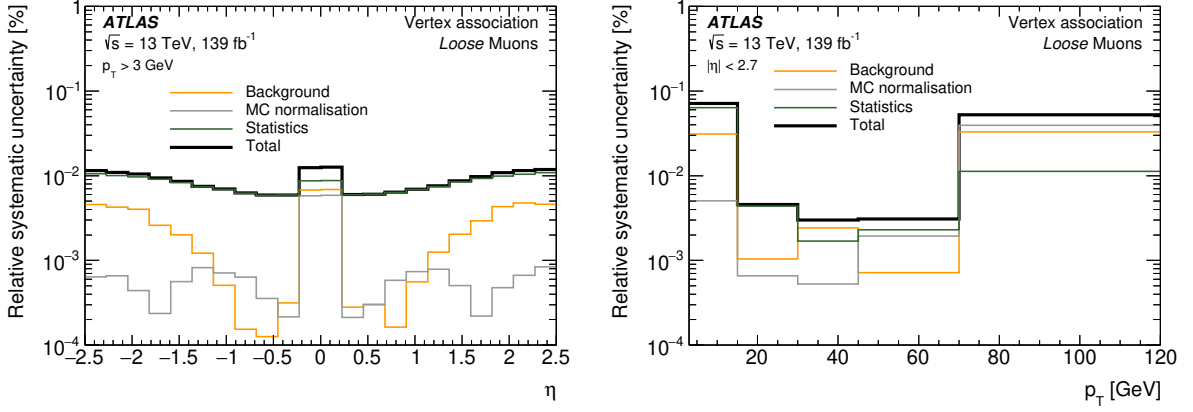 Relative systematic uncertainty [%]
ATLAS
Vertex association
√s = 13 TeV, 139 fb⁻¹
Loose Muons
p_T > 3 GeV
Background
MC normalisation
Statistics
Total
1
10⁻¹
10⁻²
10⁻³
10⁻⁴
−2.5 −2 −1.5 −1 −0.5 0 0.5 1 1.5 2 2.5
η
Relative systematic uncertainty [%]
ATLAS
Vertex association
√s = 13 TeV, 139 fb⁻¹
Loose Muons
|η| < 2.7
Background
MC normalisation
Statistics
Total
1
10⁻¹
10⁻²
10⁻³
10⁻⁴
20 40 60 80 100 120
p_T [GeV]